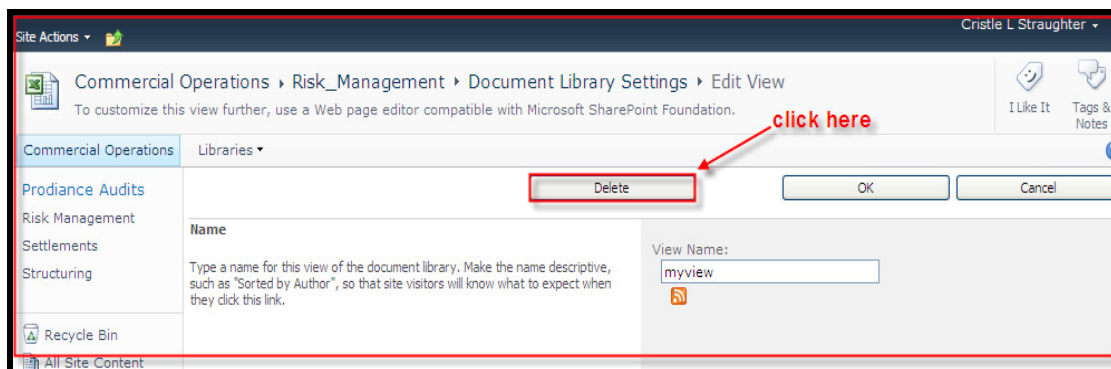 Site Actions
Cristle L Straughter
Commercial Operations Risk_Management Document Library Settings Edit View
To customize this view further, use a Web page editor compatible with Microsoft SharePoint Foundation.
I Like It
Tags &
Notes
click here
Commercial Operations
Libraries
Prodiance Audits
Risk Management
Settlements
Structuring
Recycle Bin
All Site Content
Delete
OK
Cancel
Name
Type a name for this view of the document library. Make the name descriptive,
such as "Sorted by Author", so that site visitors will know what to expect when
they click this link.
View Name:
myview